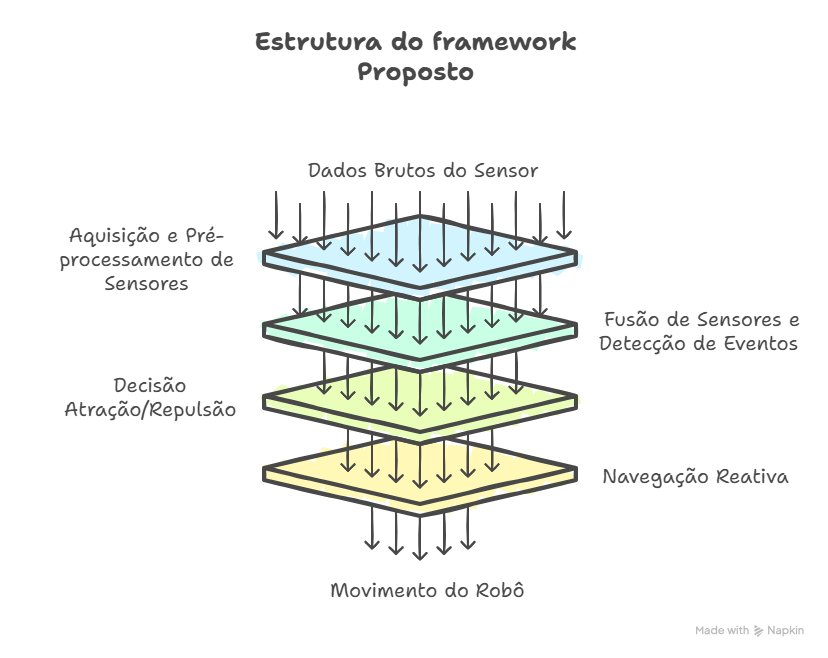 Estrutura do framework
Proposto
Dados Brutos do Sensor
Aquisição e Pré-
processamento de
Sensores
Fusão de Sensores e
Detecção de Eventos
Decisão
Atração/Repulsão
Navegação Reativa
Movimento do Robô
Made with Napkin